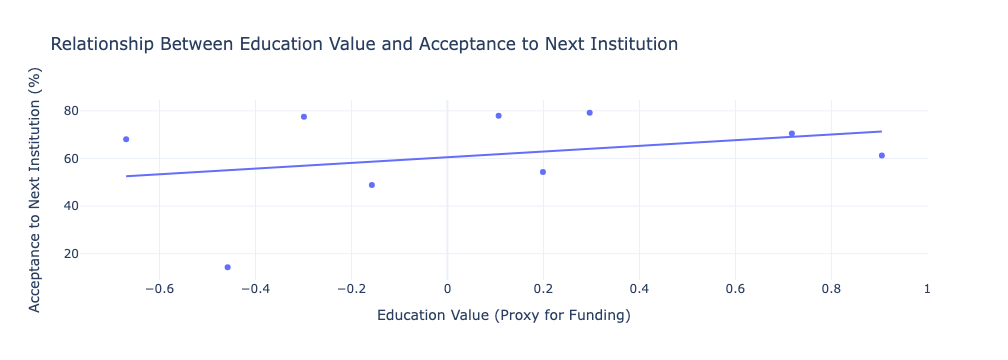 Relationship Between Education Value and Acceptance to Next Institution
Acceptance to Next Institution (%)
80
60
40
20
−0.6 −0.4 −0.2 0 0.2 0.4 0.6 0.8 1
Education Value (Proxy for Funding)